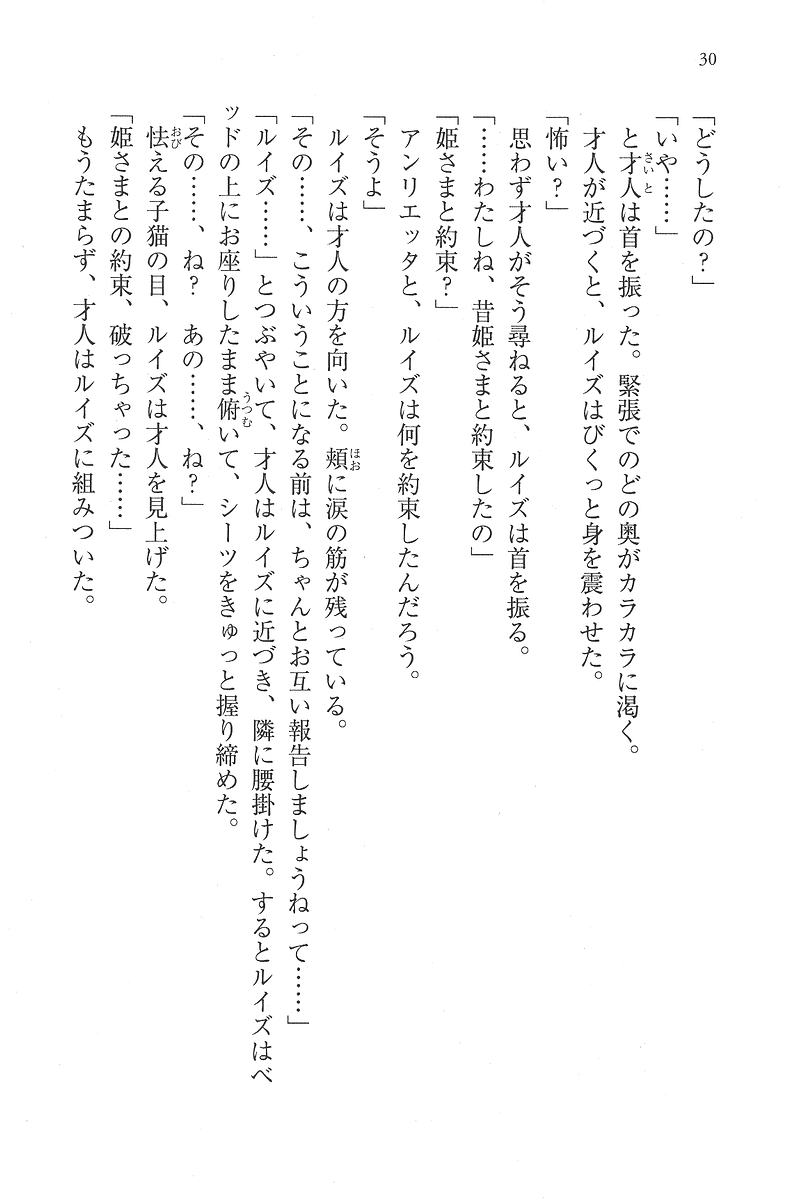 30
「どうしたの?」
「いや……」
と才人は首を振った。緊張でのどの奥がカラカラに渇く。
才人が近づくと、ルイズはびくっと身を震わせた。
「怖い?」
思わず才人がそう尋ねると、ルイズは首を振る。
「……わたしね、昔姫さまと約束したの」
「姫さまと約束?」
アンリエッタと、ルイズは何を約束したんだろう。
「そうよ」
ルイズは才人の方を向いた。頬に涙の筋が残っている。
「その……、こういうことになる前は、ちゃんとお互い報告しましょうねって……」
「ルイズ……」とつぶやいて、才人はルイズに近づき、隣に腰掛けた。するとルイズはベ
ッドの上にお座りしたまま俯いて、シーツをきゅっと握り締めた。
「その……、ね? あの……、ね?」
怯える子猫の目、ルイズは才人を見上げた。
「姫さまとの約束、破っちゃった……」
もうたまらず、才人はルイズに組みついた。